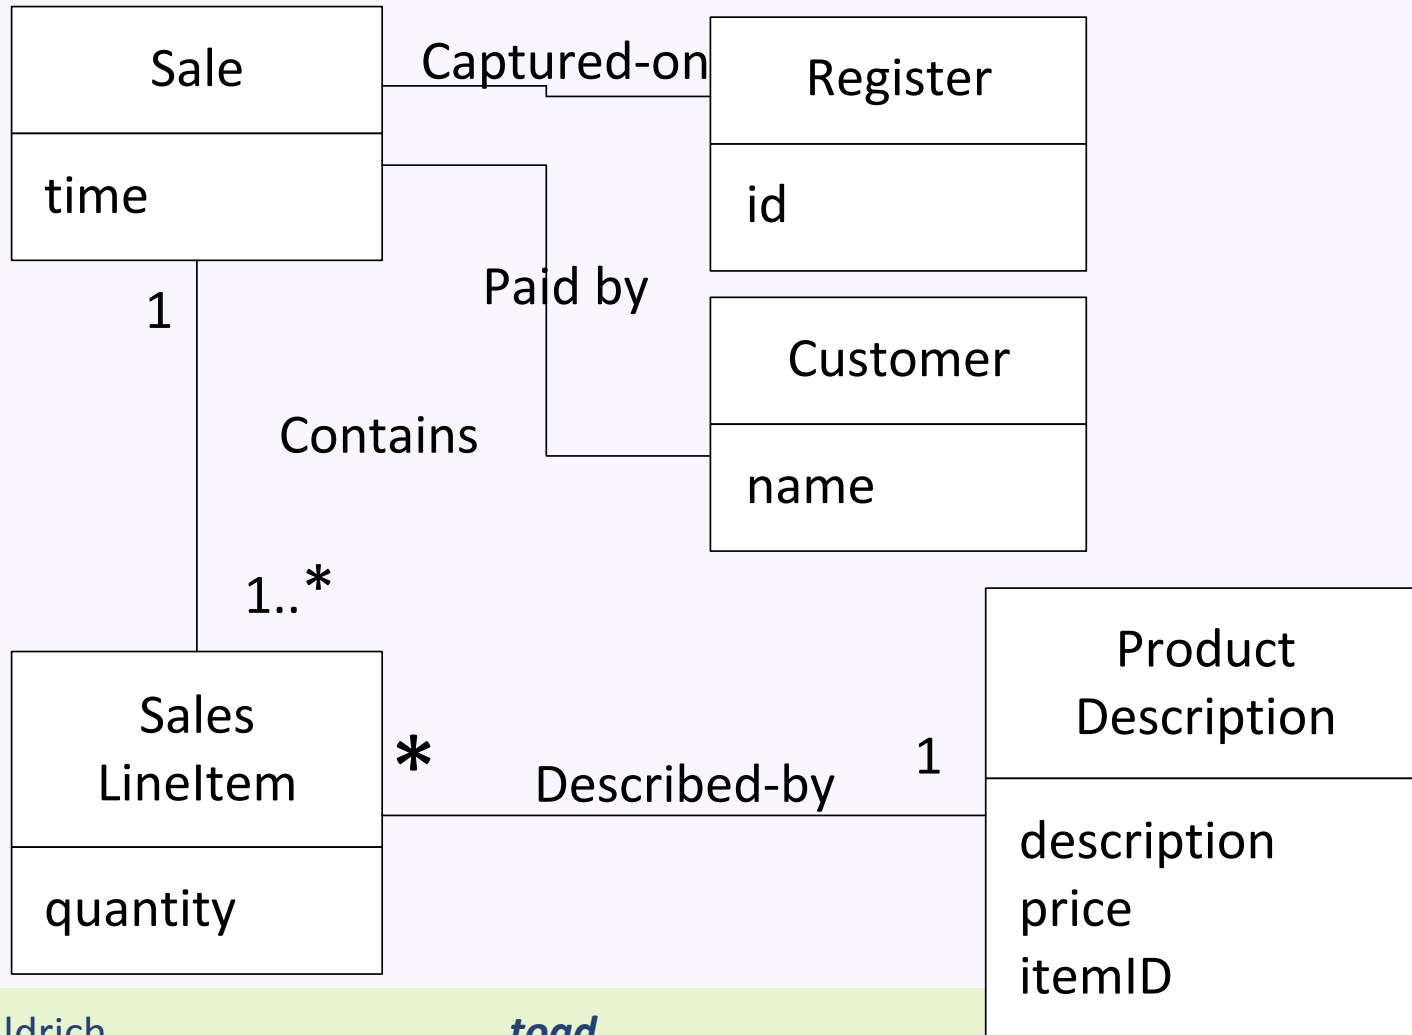 Sale
Captured-on
Register
time
id
1
Paid by
Customer
Contains
name
1..*
Product
Description
Sales
LineItem
*
Described-by
1
description
price
itemID
quantity
toad